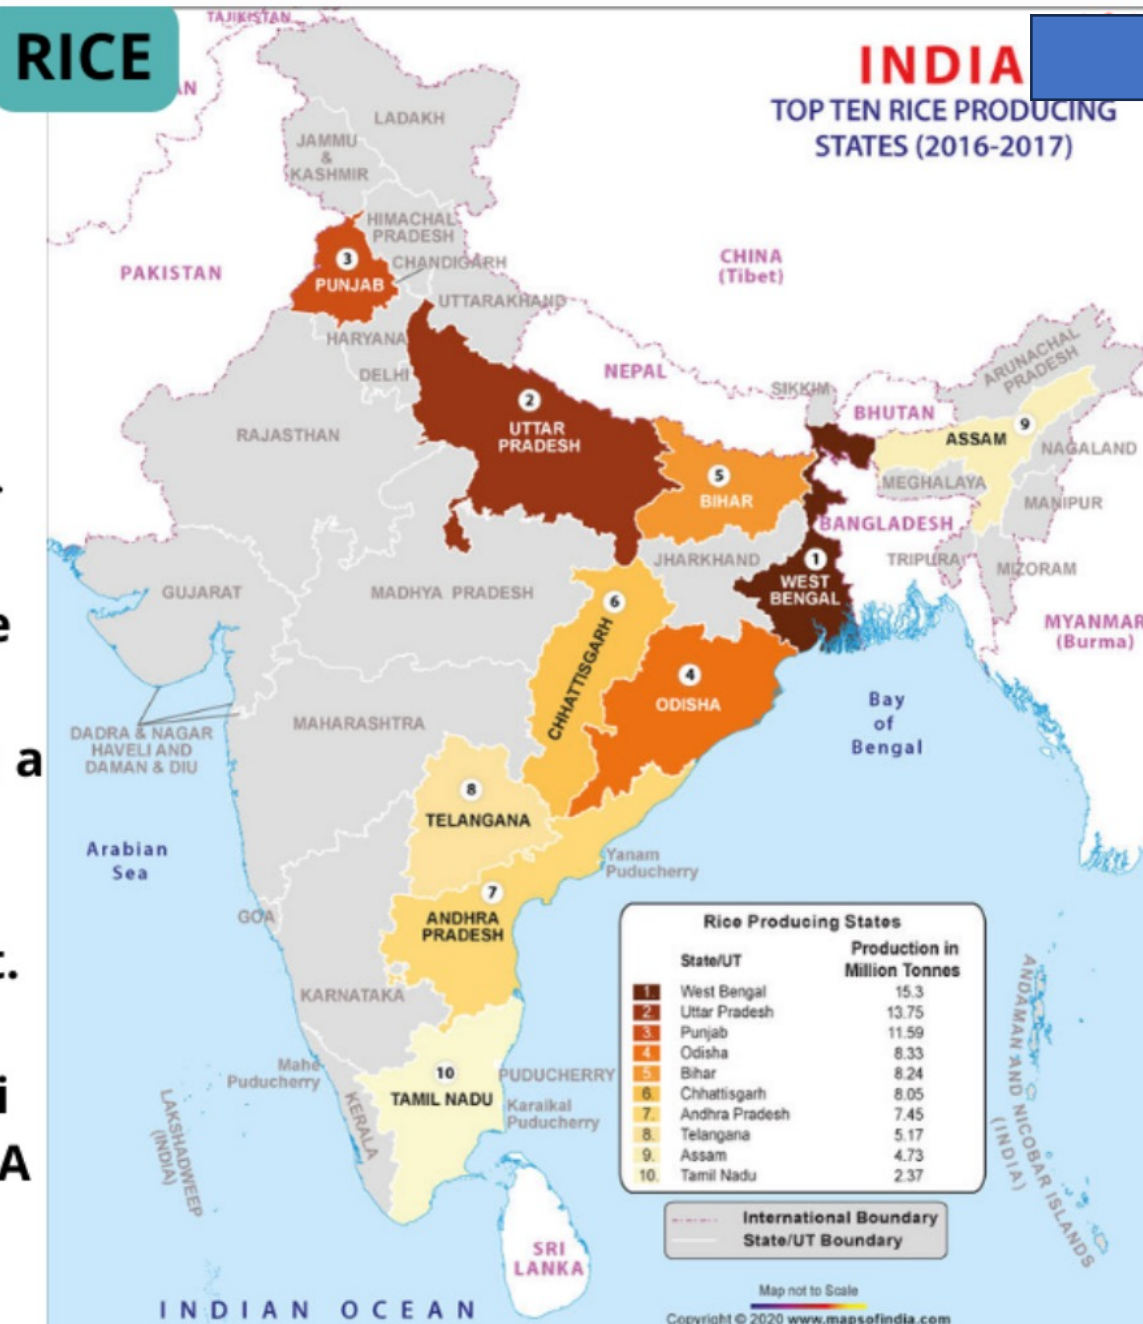 RICE
INDIA
TOP TEN RICE PRODUCING
STATES (2016-2017)
TAJIKISTAN
AN
LADAKH
JAMMU
&
KASHMIR
HIMACHAL
PRADESH
3
PUNJAB
CHANDIGARH
PAKISTAN
CHINA
(Tibet)
UTTARAKHAND
HARYANA
DELHI
NEPAL
SIKKIM
BHUTAN
ARUNACHAL
PRADESH
2
UTTAR
PRADESH
RAJASTHAN
9
ASSAM
NAGALAND
5
BIHAR
MEGHALAYA
MANIPUR
BANGLADESH
JHARKHAND
1
WEST
BENGAL
TRIPURA
MIZORAM
GUJARAT
MADHYA PRADESH
6
CHHATTISGARH
e
MYANMAR
(Burma)
4
ODISHA
MAHARASHTRA
DADRA & NAGAR
HAVELI AND
DAMAN & DIU
Bay
of
Bengal
a
8
TELANGANA
Arabian
Sea
Yanam
Puducherry
7
ANDHRA
PRADESH
GOA
KARNATAKA
t.
Rice Producing States
State/UT Production in
Million Tonnes
1. West Bengal 15.3
2. Uttar Pradesh 13.75
3. Punjab 11.59
4. Odisha 8.33
5. Bihar 8.24
6. Chhattisgarh 8.05
7. Andhra Pradesh 7.45
8. Telangana 5.17
9. Assam 4.73
10. Tamil Nadu 2.37
ANDAMAN AND NICOBAR ISLANDS
(INDIA)
Mahe
Puducherry
10
TAMIL NADU
PUDUCHERRY
Karaikal
Puducherry
KERALA
LAKSHADWEEP
(INDIA)
i
A
International Boundary
State/UT Boundary
SRI
LANKA
Map not to Scale
Copyright © 2020 www.mapsofindia.com
INDIAN OCEAN